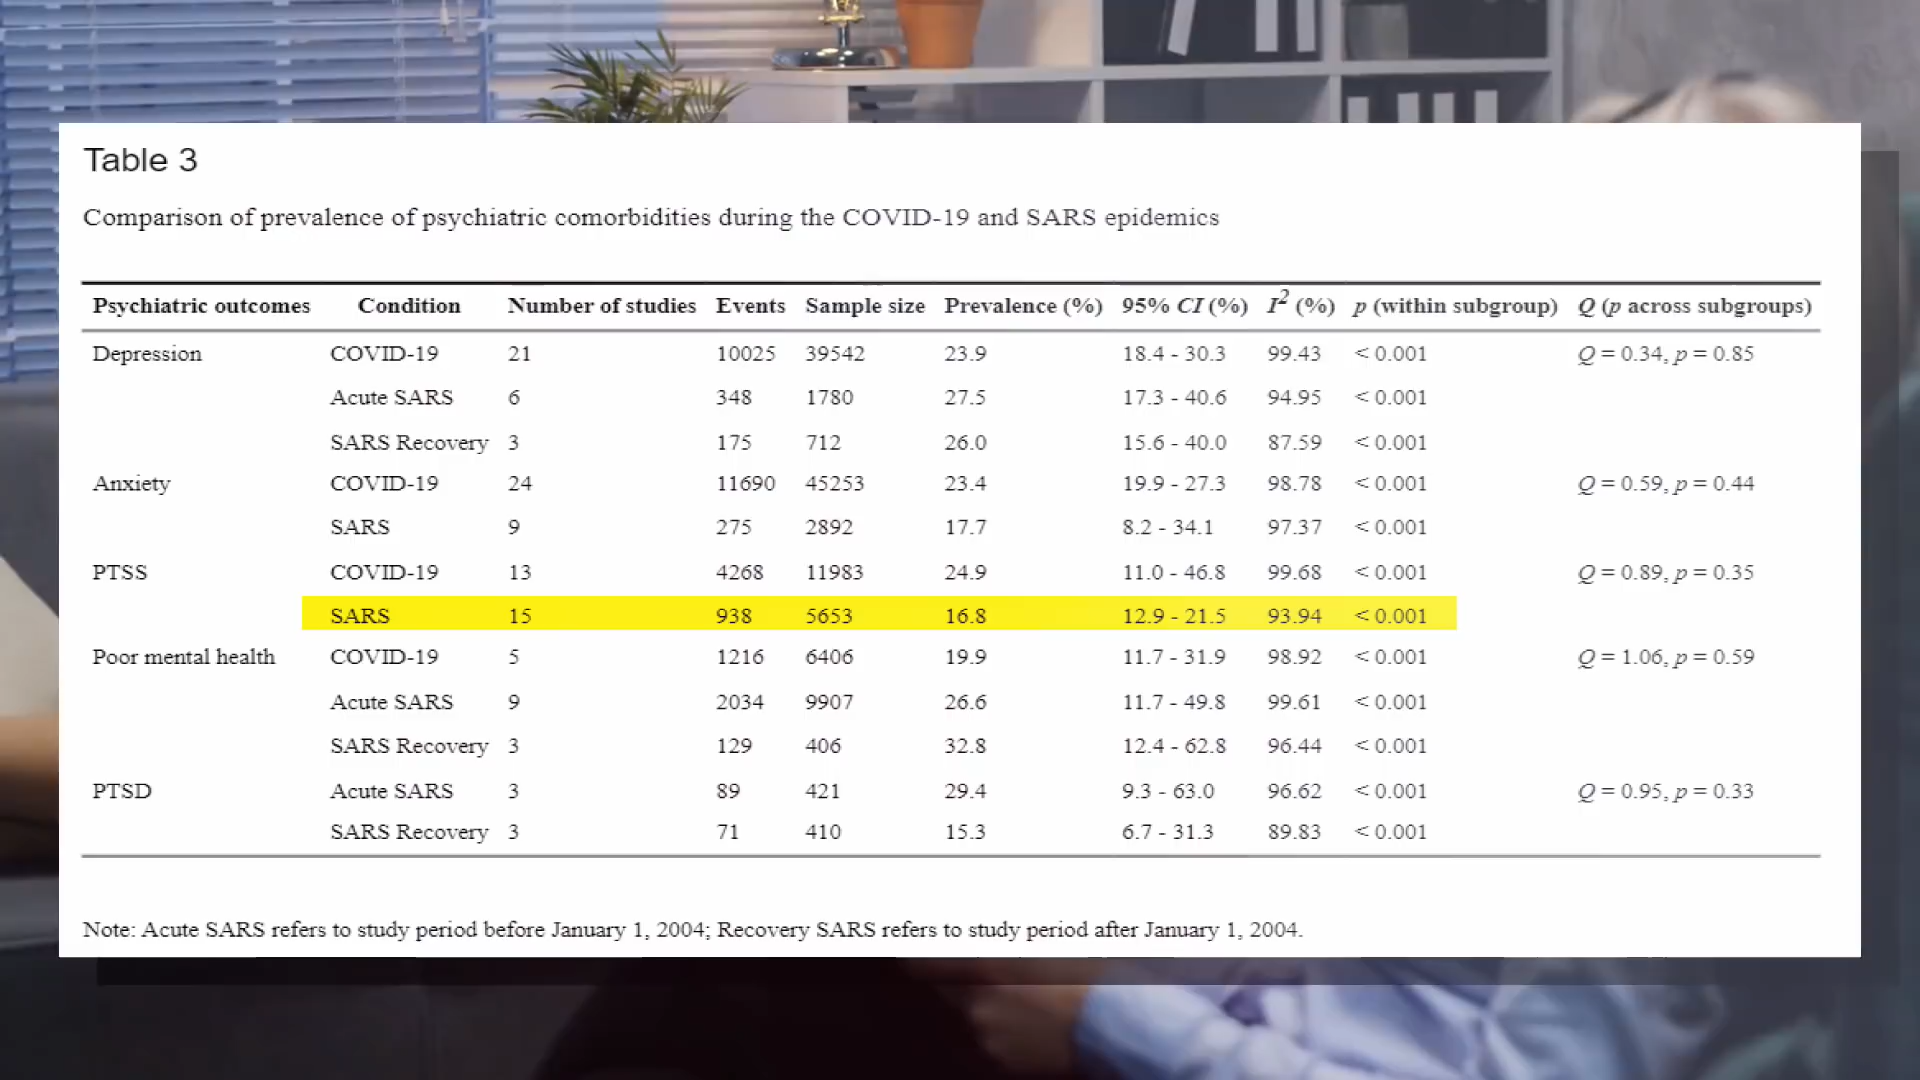 Table 3
Comparison of prevalence of psychiatric comorbidities during the COVID-19 and SARS epidemics
Psychiatric outcomes Condition Number of studies Events Sample size Prevalence (%) 95% CI (%) I² (%) p (within subgroup) Q (p across subgroups)
Depression COVID-19 21 10025 39542 23.9 18.4 - 30.3 99.43 < 0.001 Q = 0.34, p = 0.85
Acute SARS 6 348 1780 27.5 17.3 - 40.6 94.95 < 0.001
SARS Recovery 3 175 712 26.0 15.6 - 40.0 87.59 < 0.001
Anxiety COVID-19 24 11690 45253 23.4 19.9 - 27.3 98.78 < 0.001 Q = 0.59, p = 0.44
SARS 9 275 2892 17.7 8.2 - 34.1 97.37 < 0.001
PTSS COVID-19 13 4268 11983 24.9 11.0 - 46.8 99.68 < 0.001 Q = 0.89, p = 0.35
SARS 15 938 5653 16.8 12.9 - 21.5 93.94 < 0.001
Poor mental health COVID-19 5 1216 6406 19.9 11.7 - 31.9 98.92 < 0.001 Q = 1.06, p = 0.59
Acute SARS 9 2034 9907 26.6 11.7 - 49.8 99.61 < 0.001
SARS Recovery 3 129 406 32.8 12.4 - 62.8 96.44 < 0.001
PTSD Acute SARS 3 89 421 29.4 9.3 - 63.0 96.62 < 0.001 Q = 0.95, p = 0.33
SARS Recovery 3 71 410 15.3 6.7 - 31.3 89.83 < 0.001
Note: Acute SARS refers to study period before January 1, 2004; Recovery SARS refers to study period after January 1, 2004.